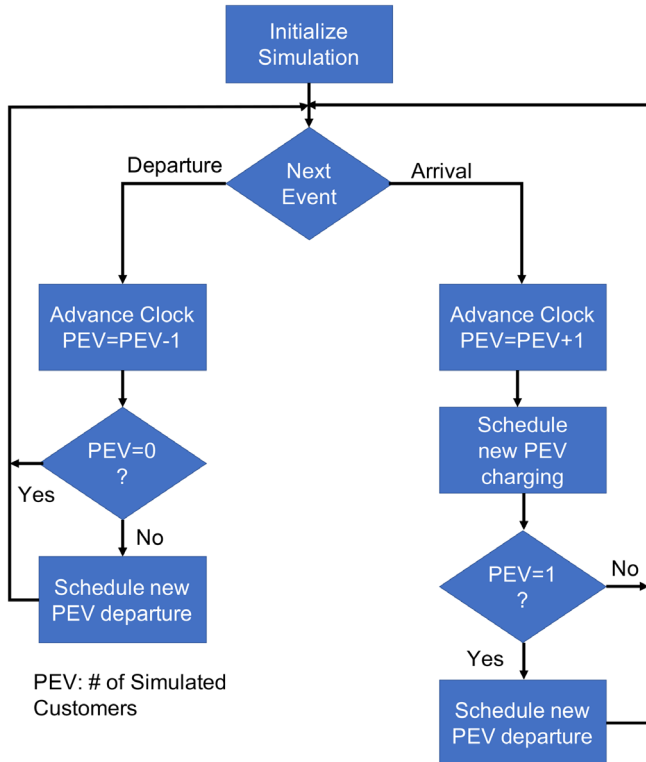 Initialize
Simulation
Departure
Next
Event
Arrival
Advance Clock
PEV=PEV-1
Advance Clock
PEV=PEV+1
PEV=0
?
Yes
No
Schedule new
PEV departure
Schedule
new PEV
charging
PEV=1
?
No
Yes
Schedule new
PEV departure
PEV: # of Simulated
Customers